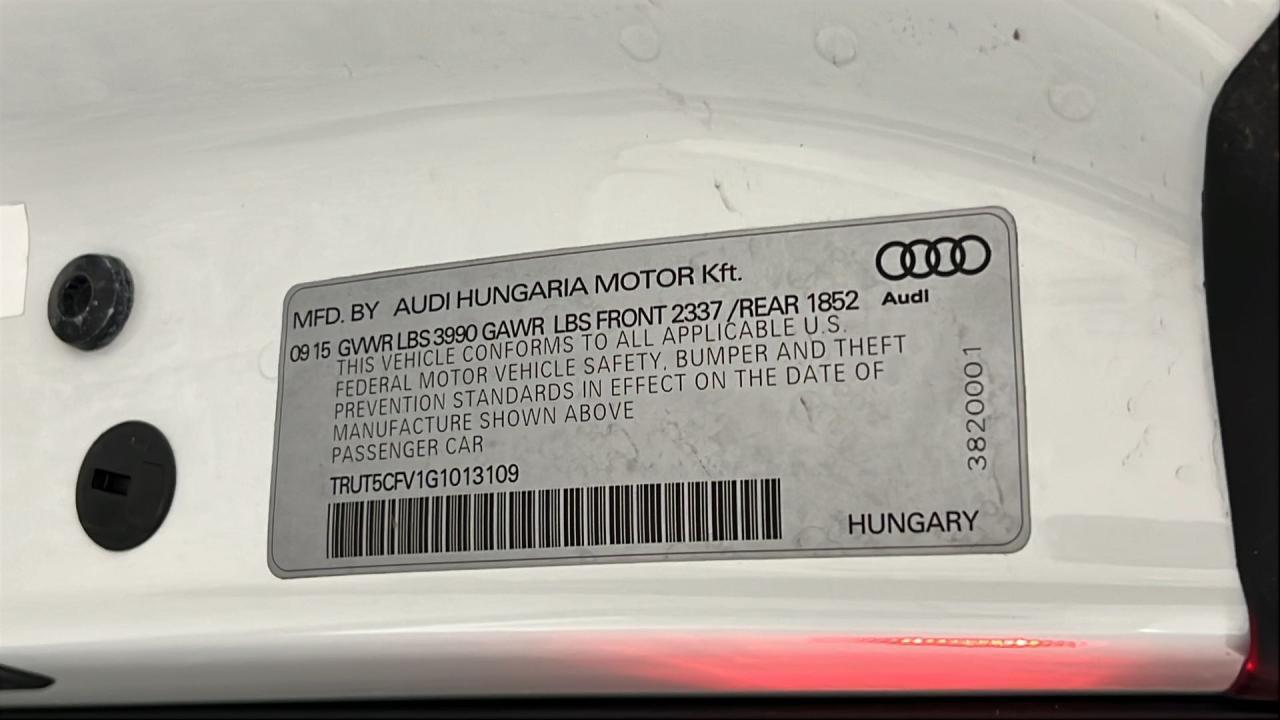 MFD. BY AUDI HUNGARIA MOTOR Kft.
Audi
09 15 GVWR LBS 3990 GAWR LBS FRONT 2337 /REAR 1852
THIS VEHICLE CONFORMS TO ALL APPLICABLE U.S.
FEDERAL MOTOR VEHICLE SAFETY, BUMPER AND THEFT
PREVENTION STANDARDS IN EFFECT ON THE DATE OF
MANUFACTURE SHOWN ABOVE
PASSENGER CAR
TRUT5CFV1G1013109
HUNGARY
3820001